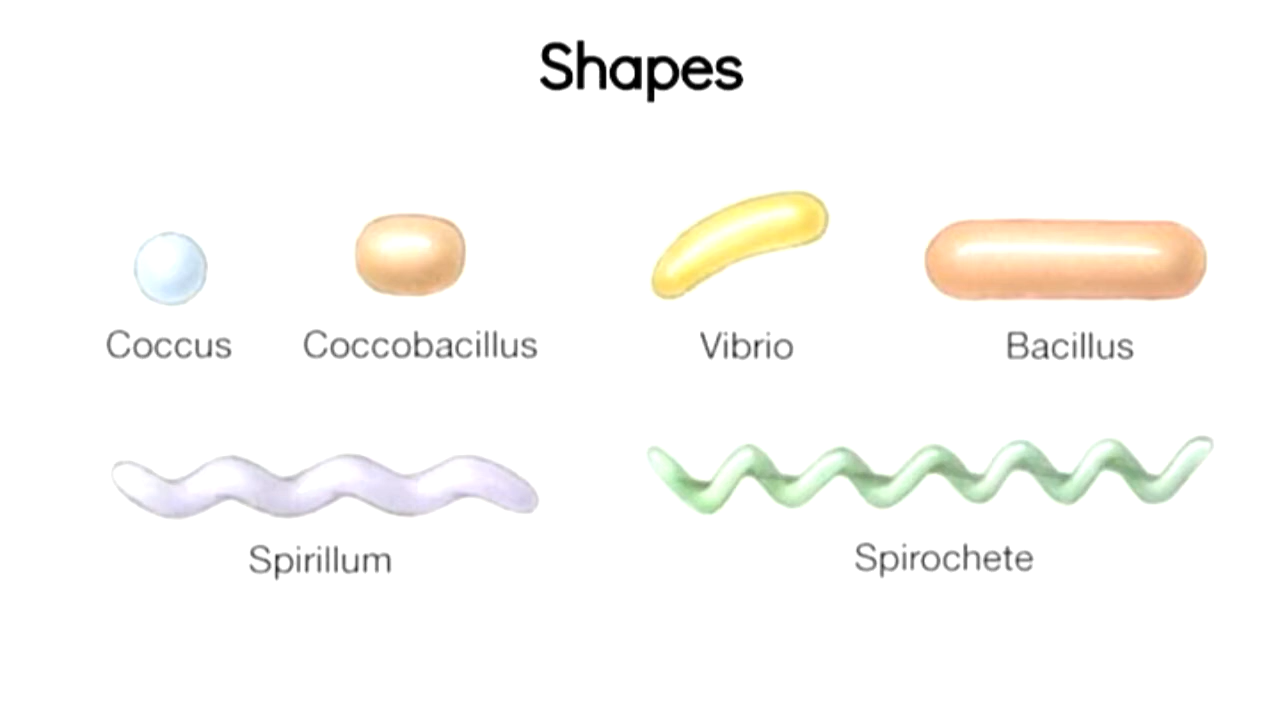 Shapes
Coccus
Coccobacillus
Vibrio
Bacillus
Spirillum
Spirochete